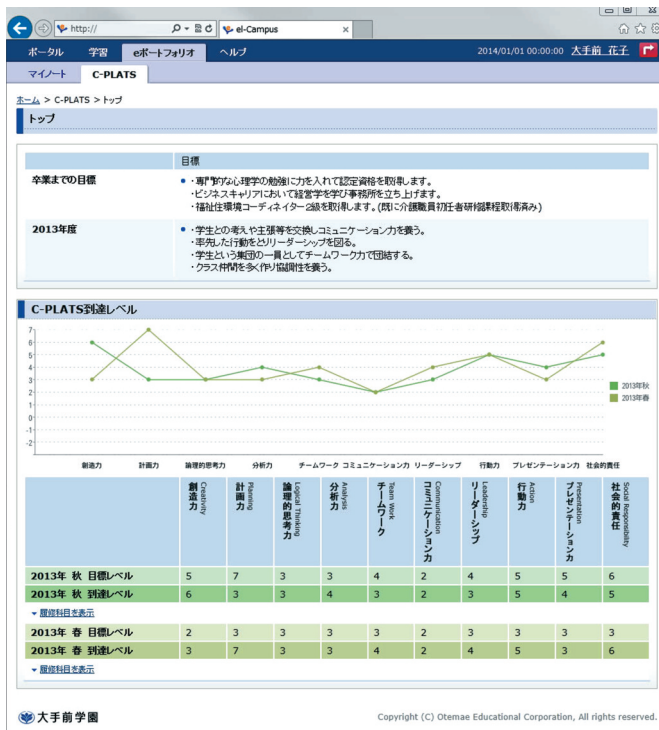 http://
el-Campus
ポータル 学習 eポートフォリオ ヘルプ 2014/01/01 00:00:00 大手前 花子
マイノート C-PLATS
ホーム > C-PLATS > トップ
トップ
目標
卒業までの目標
・専門的な心理学の勉強に力を入れて認定資格を取得します。
・ビジネスキャリアにおいて経営学を学び事務所を立ち上げます。
・福祉住環境コーディネイター2級を取得します。(既に介護職員初任者研修課程取得済み)
2013年度
・学生との考えや主張等を交換しコミュニケーション力を養う。
・率先した行動をとりリーダーシップを図る。
・学生という集団の一員としてチームワーク力で団結する。
・クラス仲間を多く作り協調性を養う。
C-PLATS到達レベル
7
6
5
4
3
2
1
0
-1
-2
2013年秋
2013年春
創造力 計画力 論理的思考力 分析力 チームワーク コミュニケーション力 リーダーシップ 行動力 プレゼンテーション力 社会的責任
Creativity
創造力
Planning
計画力
Logical Thinking
論理的思考力
Analysis
分析力
Team Work
チームワーク
Communication
コミュニケーション力
Leadership
リーダーシップ
Action
行動力
Presentation
プレゼンテーション力
Social Responsibility
社会的責任
2013年 秋 目標レベル 5 7 3 3 4 2 4 5 5 6
2013年 秋 到達レベル 6 3 3 4 3 2 3 5 4 5
履修科目を表示
2013年 春 目標レベル 2 3 3 3 3 2 3 3 3 3
2013年 春 到達レベル 3 7 3 3 4 2 4 5 3 6
履修科目を表示
大手前学園
Copyright (C) Otemae Educational Corporation, All rights reserved.